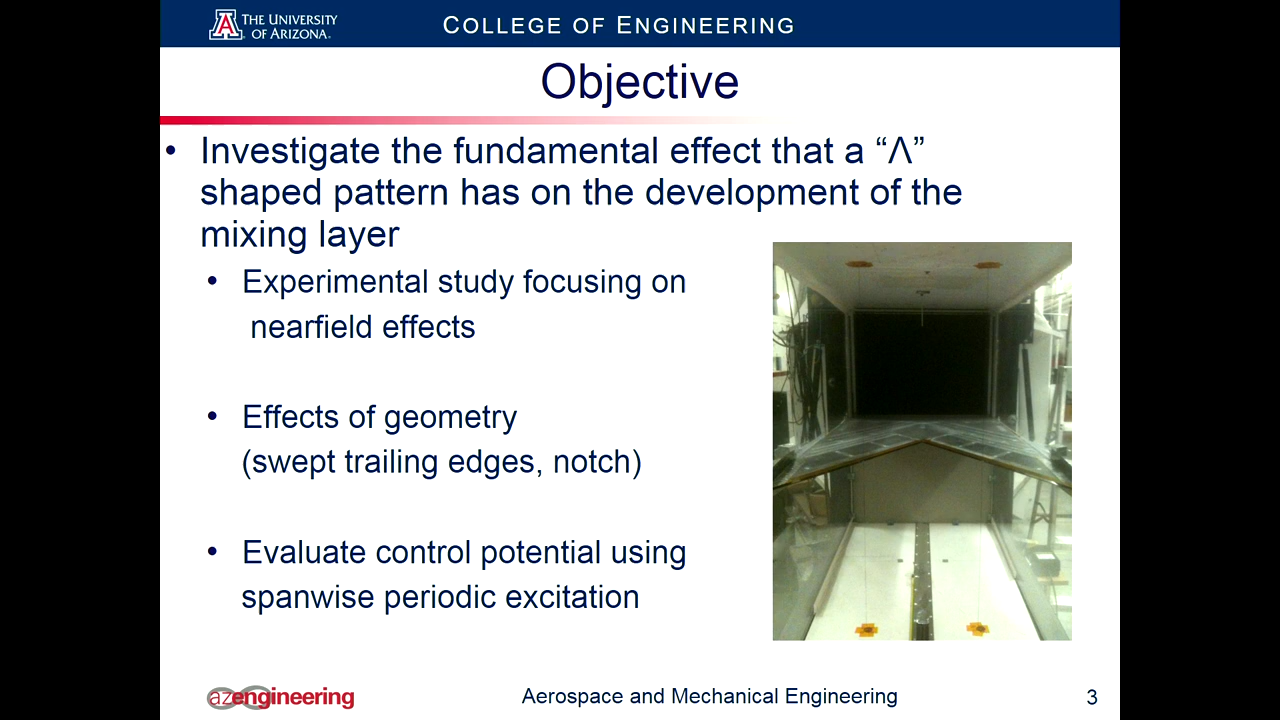 THE UNIVERSITY
OF ARIZONA.
COLLEGE OF ENGINEERING
Objective
• Investigate the fundamental effect that a “Λ”
shaped pattern has on the development of the
mixing layer
• Experimental study focusing on
nearfield effects
• Effects of geometry
(swept trailing edges, notch)
• Evaluate control potential using
spanwise periodic excitation
azengineering
Aerospace and Mechanical Engineering
3